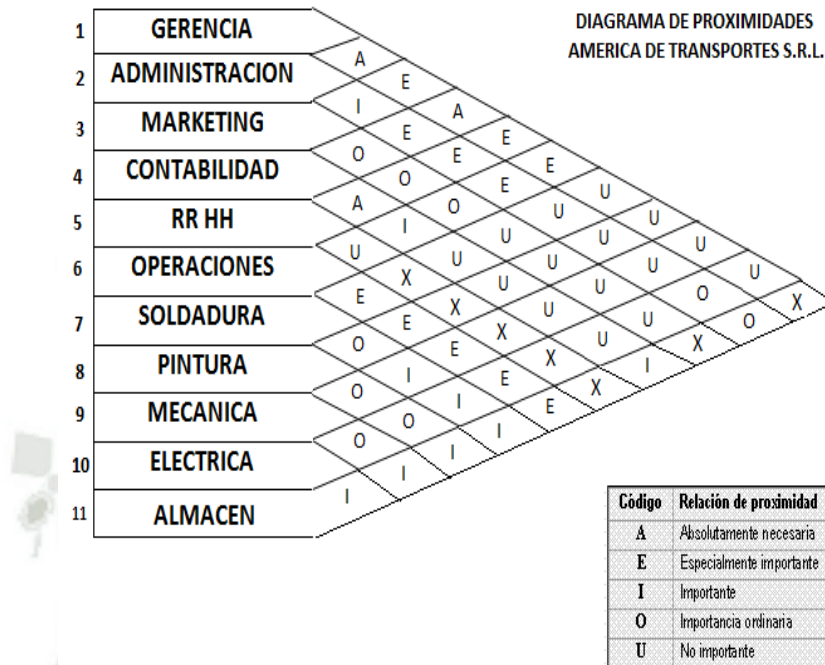 DIAGRAMA DE PROXIMIDADES
AMERICA DE TRANSPORTES S.R.L.
1 GERENCIA
A E A E E U U U U X
2 ADMINISTRACION
I E E E U U U O O
3 MARKETING
O O O U U U U X
4 CONTABILIDAD
A I U U U U I
5 RR HH
U X X X X X
6 OPERACIONES
E E E E E
7 SOLDADURA
O I I I
8 PINTURA
O O I
9 MECANICA
O I
10 ELECTRICA
I
11 ALMACEN
Código Relación de proximidad
A Absolutamente necesaria
E Especialmente importante
I Importante
O Importancia ordinaria
U No importante